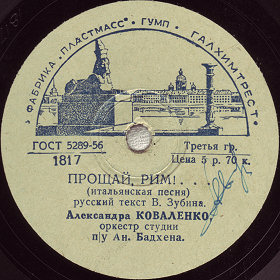 ФАБРИКА „ПЛАСТМАСС" • ГУМП • ГАЛХИМТРЕСТ •
ГОСТ 5289-56
Третья гр.
1817
Цена 5 р. 70 к.
ПРОЩАЙ, РИМ!. . .
(итальянская песня)
русский текст В. Зубина.
Александра КОВАЛЕНКО
оркестр студии
п/у Ан. Бадхена.